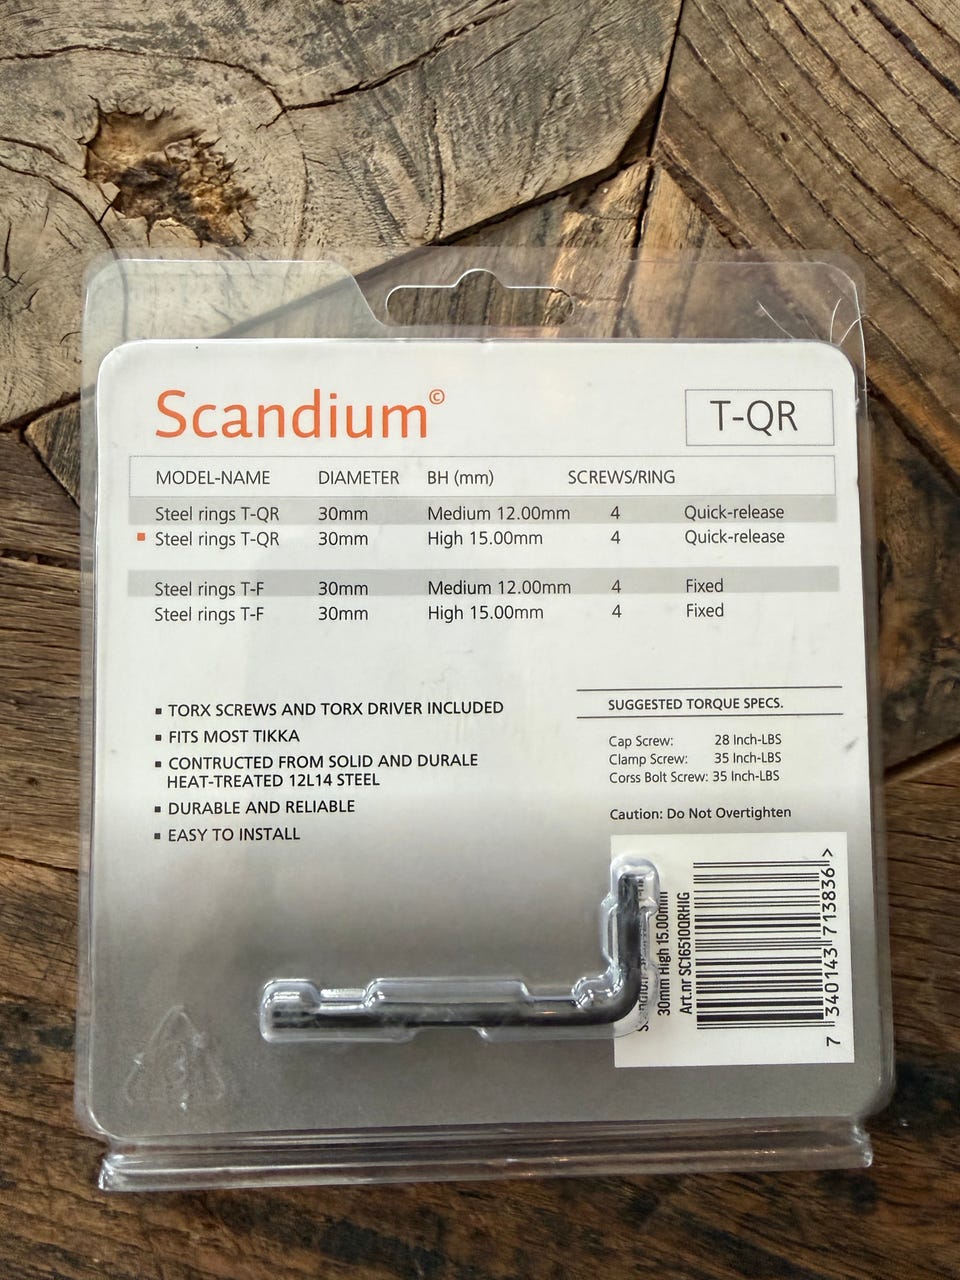 Scandium©
T-QR
MODEL-NAME DIAMETER BH (mm) SCREWS/RING
Steel rings T-QR 30mm Medium 12.00mm 4 Quick-release
Steel rings T-QR 30mm High 15.00mm 4 Quick-release
Steel rings T-F 30mm Medium 12.00mm 4 Fixed
Steel rings T-F 30mm High 15.00mm 4 Fixed
▪ TORX SCREWS AND TORX DRIVER INCLUDED
▪ FITS MOST TIKKA
▪ CONTRUCTED FROM SOLID AND DURALE
HEAT-TREATED 12L14 STEEL
▪ DURABLE AND RELIABLE
▪ EASY TO INSTALL
SUGGESTED TORQUE SPECS.
Cap Screw: 28 Inch-LBS
Clamp Screw: 35 Inch-LBS
Corss Bolt Screw: 35 Inch-LBS
Caution: Do Not Overtighten
30mm High 15.00mm
Art.nr SC16510QRHIG
7 340143 713836 >